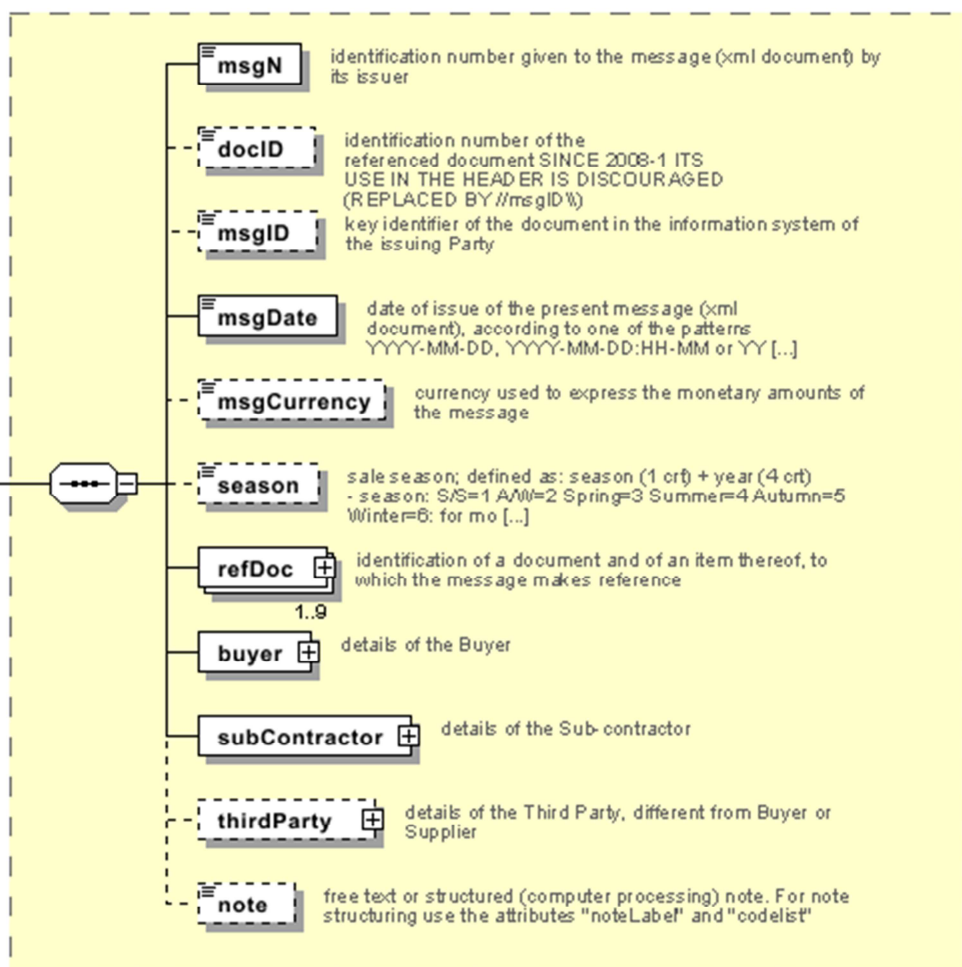 msgN
identification number given to the message (xml document) by
its issuer
docID
identification number of the
referenced document SINCE 2008-1 ITS
USE IN THE HEADER IS DISCOURAGED
(REPLACED BY //msgID\\)
msgID
key identifier of the document in the information system of
the issuing Party
msgDate
date of issue of the present message (xml
document), according to one of the patterns
YYYY-MM-DD, YYYY-MM-DD:HH-MM or YY [...]
msgCurrency
currency used to express the monetary amounts of
the message
season
sale season; defined as: season (1 crt) + year (4 crt)
- season: S/S=1 A/W=2 Spring=3 Summer=4 Autumn=5
Winter=6: for mo [...]
refDoc
identification of a document and of an item thereof, to
which the message makes reference
1..9
buyer
details of the Buyer
subContractor
details of the Sub-contractor
thirdParty
details of the Third Party, different from Buyer or
Supplier
note
free text or structured (computer processing) note. For note
structuring use the attributes "noteLabel" and "codelist"